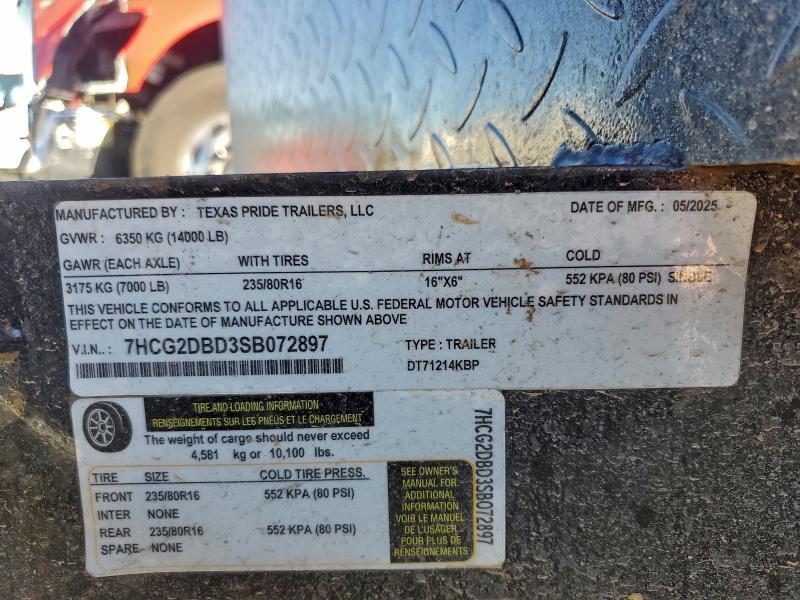 MANUFACTURED BY : TEXAS PRIDE TRAILERS, LLC DATE OF MFG. : 05/2025
GVWR : 6350 KG (14000 LB)
GAWR (EACH AXLE) WITH TIRES RIMS AT COLD
3175 KG (7000 LB) 235/80R16 16"X6" 552 KPA (80 PSI) SINGLE
THIS VEHICLE CONFORMS TO ALL APPLICABLE U.S. FEDERAL MOTOR VEHICLE SAFETY STANDARDS IN
EFFECT ON THE DATE OF MANUFACTURE SHOWN ABOVE
V.I.N.. : 7HCG2DBD3SB072897 TYPE : TRAILER
DT71214KBP
TIRE AND LOADING INFORMATION
RENSEIGNEMENTS SUR LE6 PNEUS ET LE CHARGEMENT
The weight of cargo should never exceed
4,581 kg or 10,100 lbs.
TIRE SIZE COLD TIRE PRESS.
FRONT 235/80R16 552 KPA (80 PSI)
INTER NONE
REAR 235/80R16 552 KPA (80 PSI)
SPARE NONE
SEE OWNER'S
MANUAL FOR
ADDITIONAL
INFORMATION
VOIR LE MANUEL
DE L'USAGER
POUR PLUS DE
RENSEIGNEMENTS
7HCG2DBD3SB072897